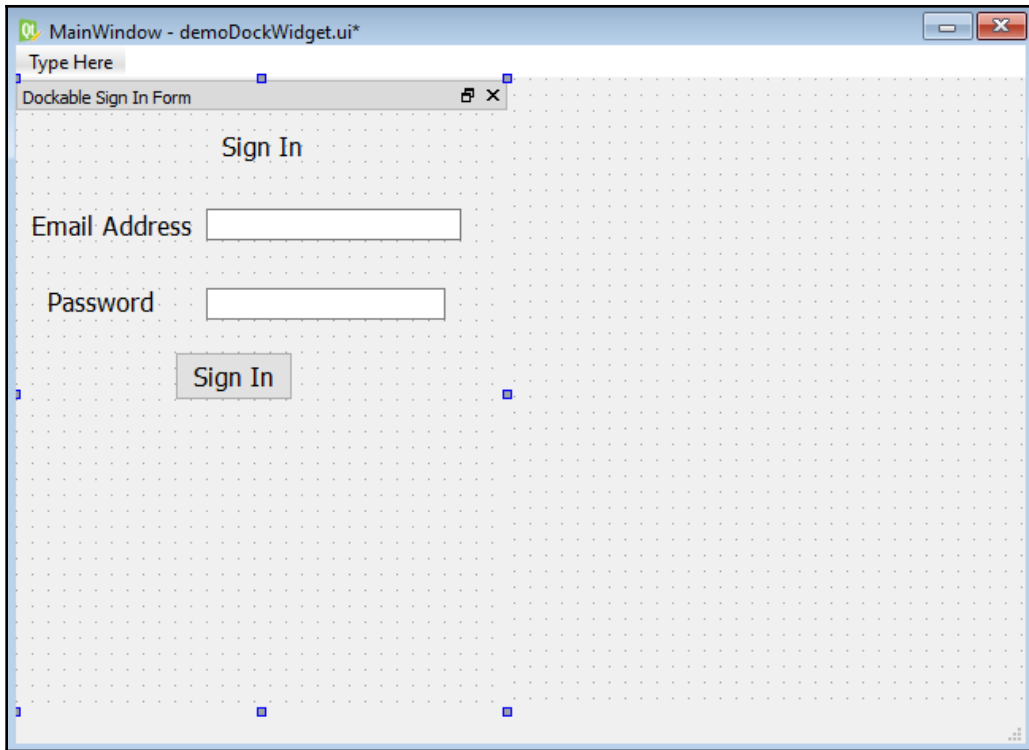 MainWindow - demoDockWidget.ui*
Type Here
Dockable Sign In Form
Sign In
Email Address
Password
Sign In